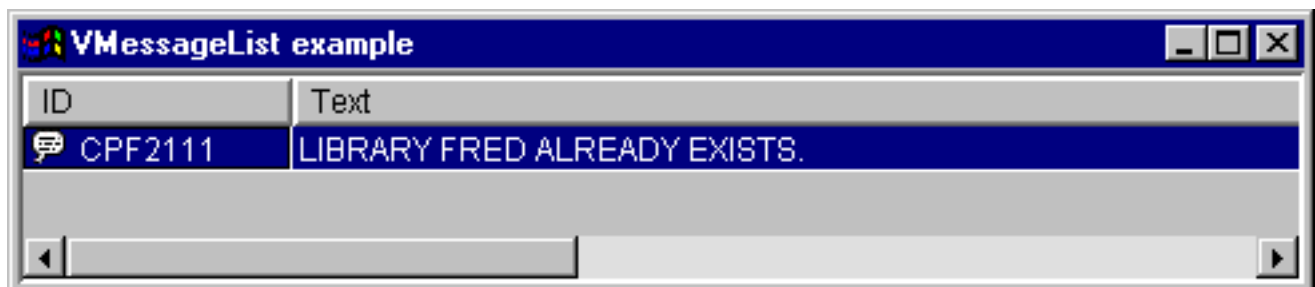 VMessageList example
ID Text
CPF2111 LIBRARY FRED ALREADY EXISTS.